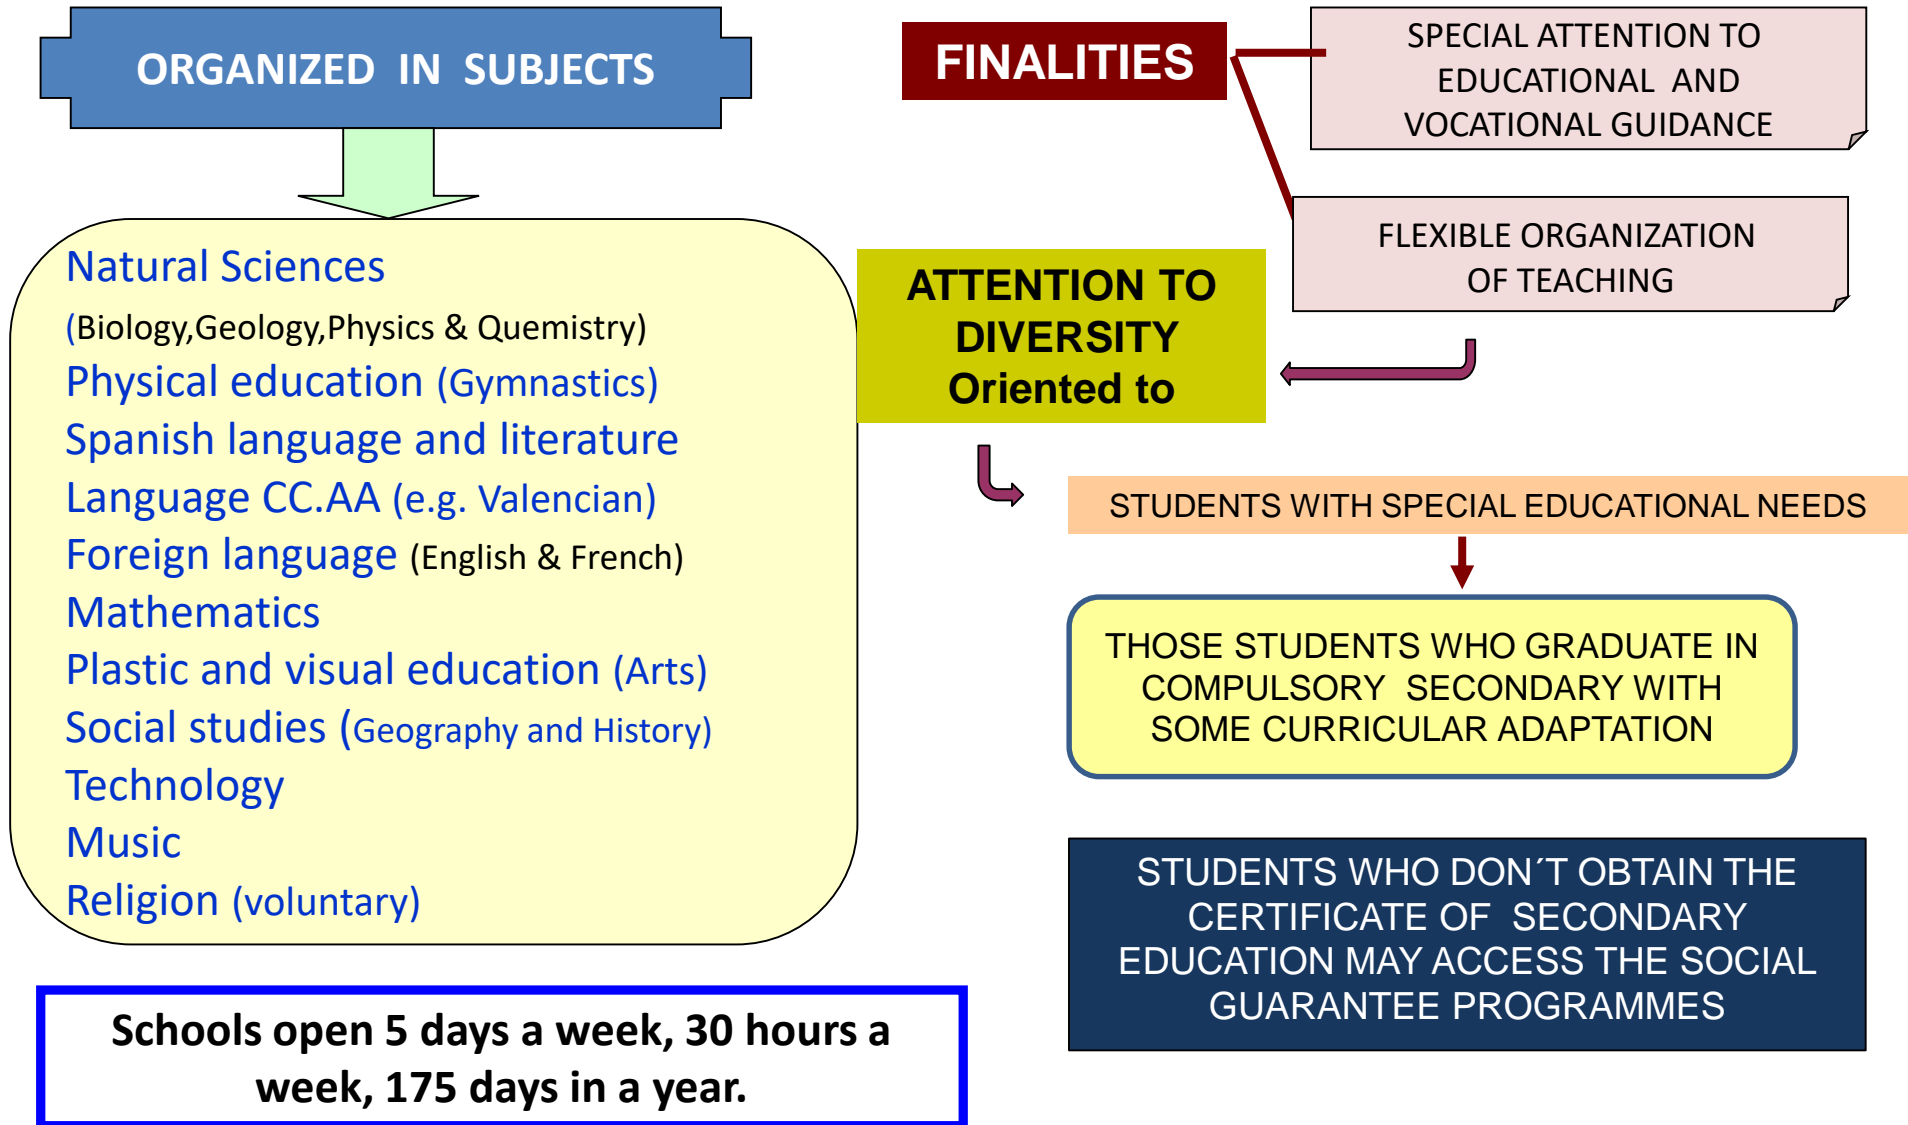 ORGANIZED IN SUBJECTS
Natural Sciences
(Biology,Geology,Physics & Quemistry)
Physical education (Gymnastics)
Spanish language and literature
Language CC.AA (e.g. Valencian)
Foreign language (English & French)
Mathematics
Plastic and visual education (Arts)
Social studies (Geography and History)
Technology
Music
Religion (voluntary)
Schools open 5 days a week, 30 hours a
week, 175 days in a year.
FINALITIES
SPECIAL ATTENTION TO
EDUCATIONAL AND
VOCATIONAL GUIDANCE
FLEXIBLE ORGANIZATION
OF TEACHING
ATTENTION TO
DIVERSITY
Oriented to
STUDENTS WITH SPECIAL EDUCATIONAL NEEDS
THOSE STUDENTS WHO GRADUATE IN
COMPULSORY SECONDARY WITH
SOME CURRICULAR ADAPTATION
STUDENTS WHO DON´T OBTAIN THE
CERTIFICATE OF SECONDARY
EDUCATION MAY ACCESS THE SOCIAL
GUARANTEE PROGRAMMES